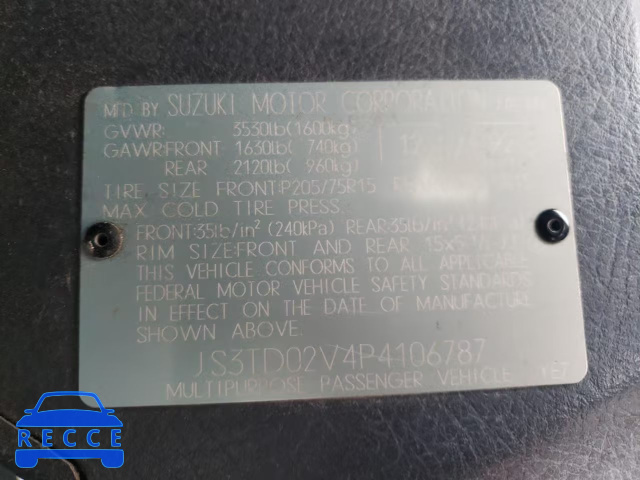 MFD BY SUZUKI MOTOR CORPORATION
GVWR: 3530lb(1600kg)
GAWR:FRONT 1630lb( 740kg)
REAR 2120lb( 960kg)
TIRE SIZE FRONT:P205/75R15
MAX COLD TIRE PRESS.
FRONT:35lb/in²(240kPa) REAR:35lb/in²
RIM SIZE:FRONT AND REAR
THIS VEHICLE CONFORMS TO ALL APPLICABLE
FEDERAL MOTOR VEHICLE SAFETY STANDARDS
IN EFFECT ON THE DATE OF MANUFACTURE
SHOWN ABOVE.
JS3TD02V4P4106787
MULTIPURPOSE PASSENGER VEHICLE 1E7
RECCE